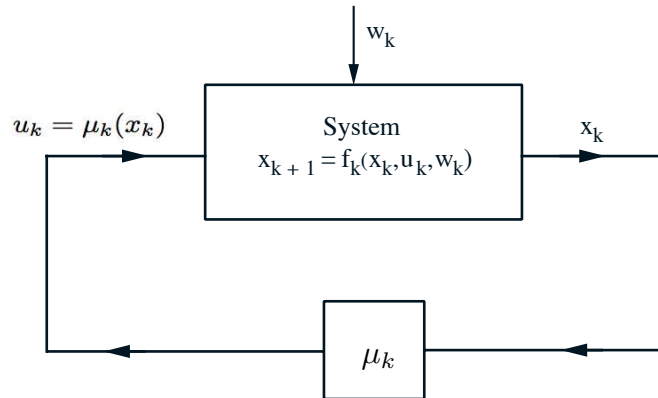 w_k
u_k = μ_k(x_k)
System
x_k
x_{k + 1} = f_k(x_k,u_k,w_k)
μ_k